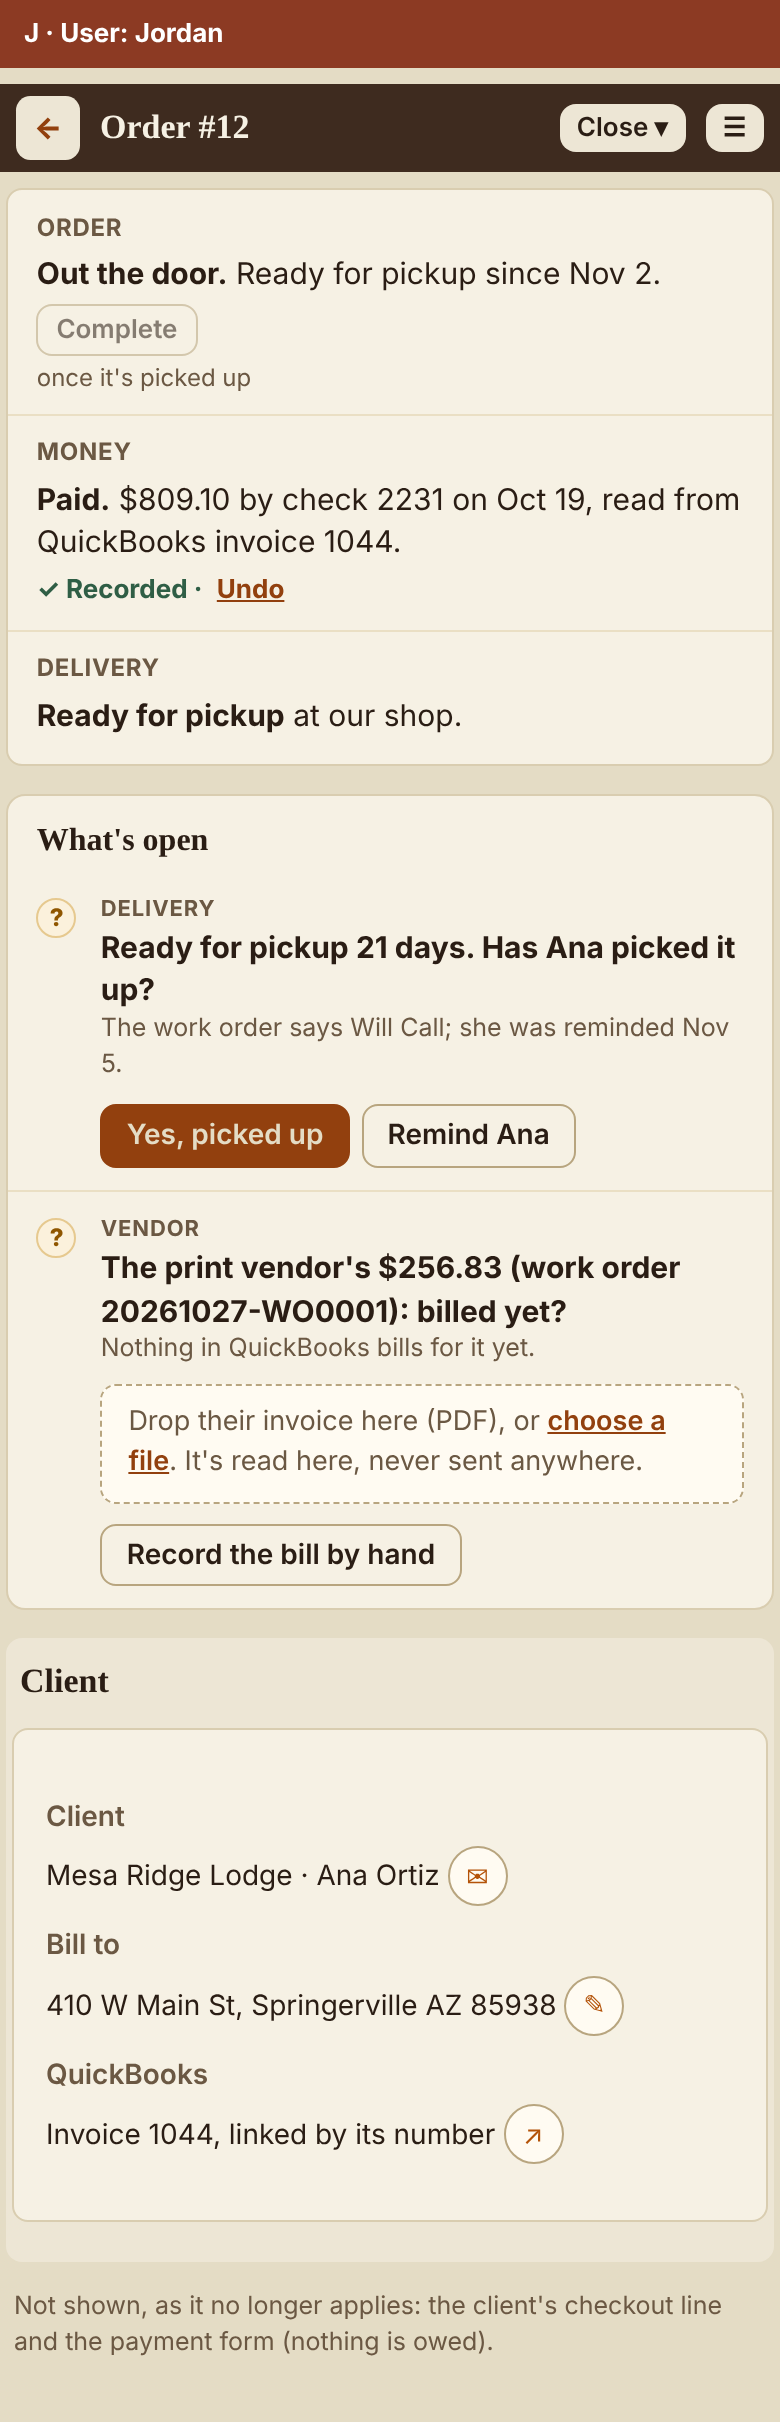 J · User: Jordan
← Order #12 Close ▾ ☰
ORDER
Out the door. Ready for pickup since Nov 2.
Complete
once it's picked up
MONEY
Paid. $809.10 by check 2231 on Oct 19, read from
QuickBooks invoice 1044.
✓ Recorded · Undo
DELIVERY
Ready for pickup at our shop.
What's open
? DELIVERY
Ready for pickup 21 days. Has Ana picked it
up?
The work order says Will Call; she was reminded Nov
5.
Yes, picked up Remind Ana
? VENDOR
The print vendor's $256.83 (work order
20261027-WO0001): billed yet?
Nothing in QuickBooks bills for it yet.
Drop their invoice here (PDF), or choose a
file. It's read here, never sent anywhere.
Record the bill by hand
Client
Client
Mesa Ridge Lodge · Ana Ortiz ✉
Bill to
410 W Main St, Springerville AZ 85938 ✎
QuickBooks
Invoice 1044, linked by its number ↗
Not shown, as it no longer applies: the client's checkout line
and the payment form (nothing is owed).